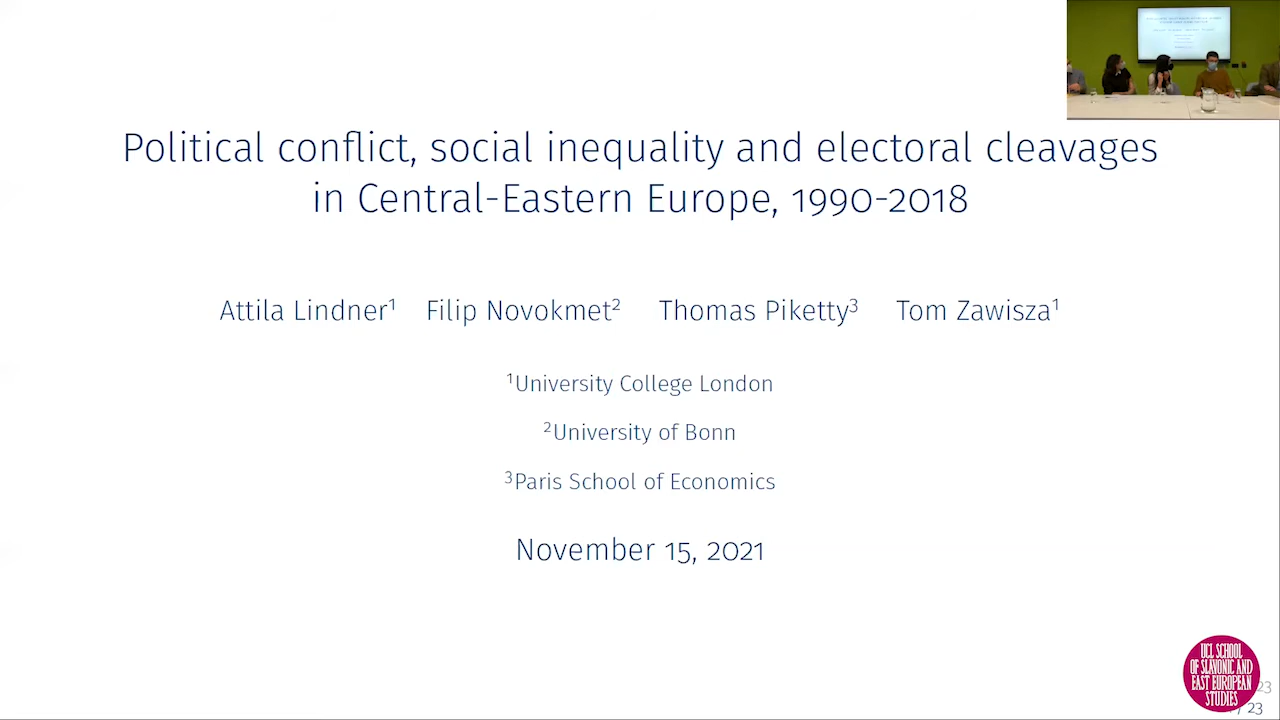 Political conflict, social inequality and electoral cleavages
in Central-Eastern Europe, 1990-2018
Attila Lindner¹ Filip Novokmet² Thomas Piketty³ Tom Zawisza¹
¹University College London
²University of Bonn
³Paris School of Economics
November 15, 2021
UCL SCHOOL
OF SLAVONIC AND
EAST EUROPEAN
STUDIES
23
/ 23